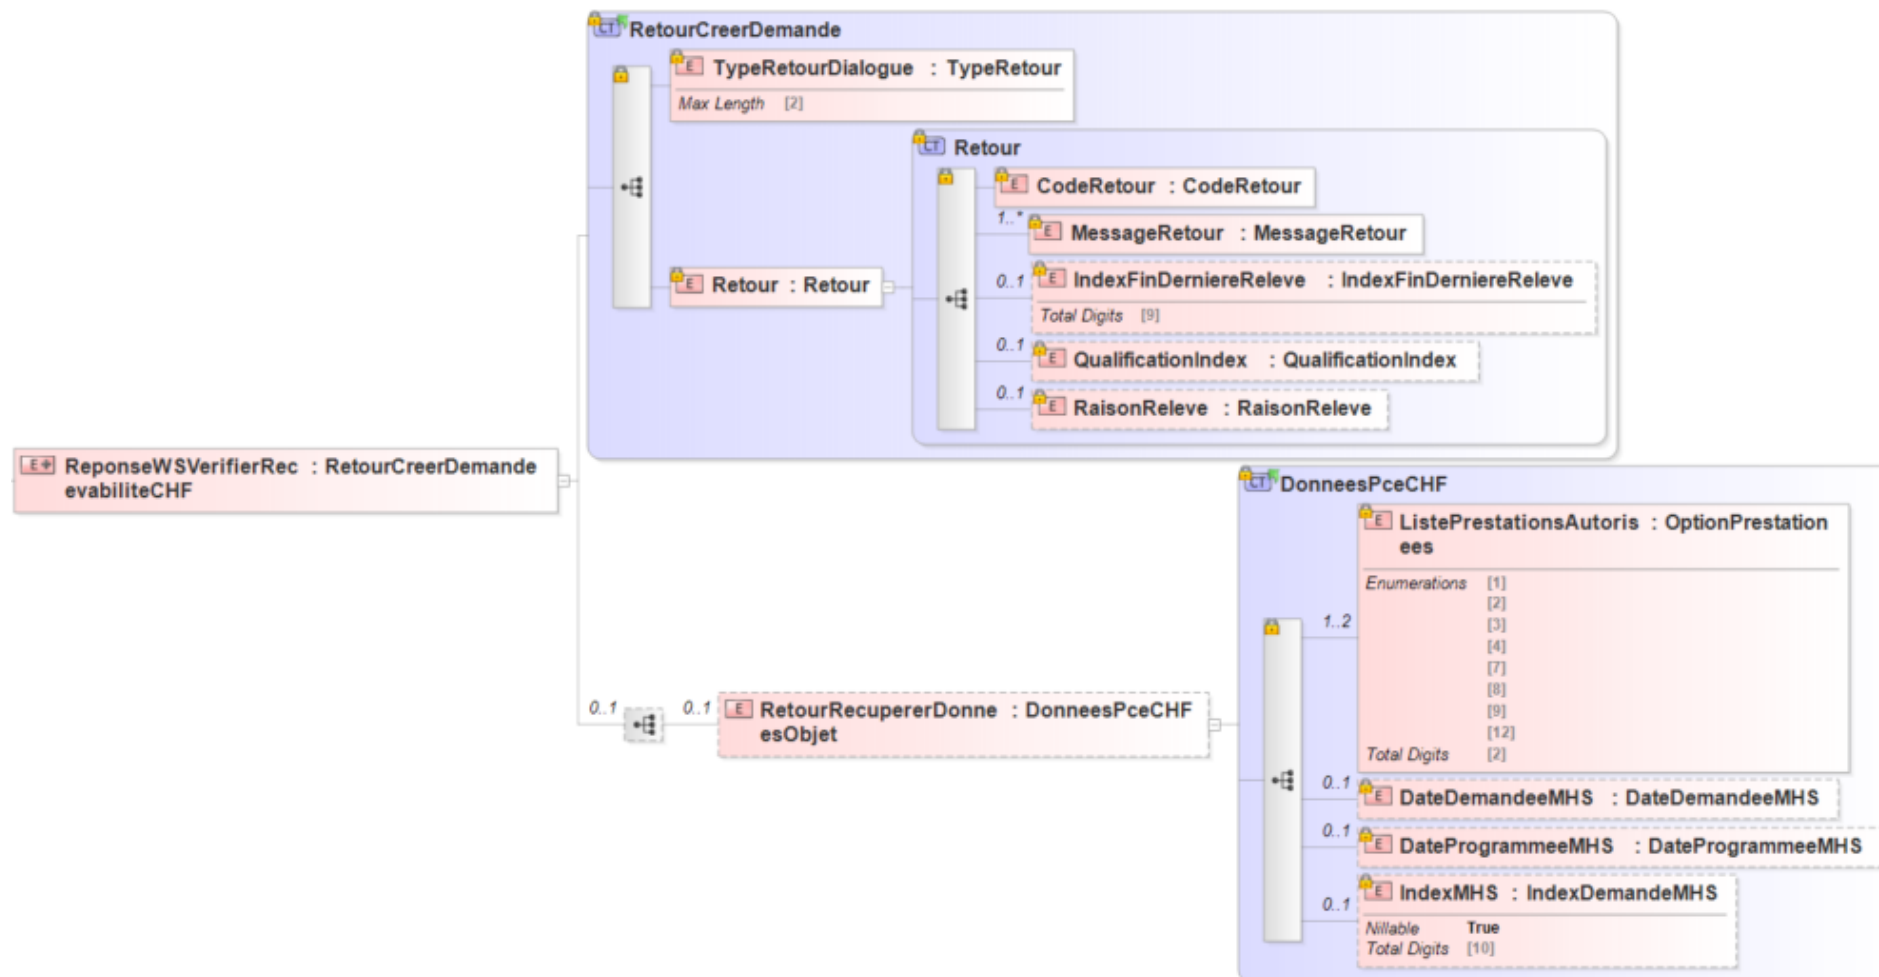 CT RetourCreerDemande
E TypeRetourDialogue : TypeRetour
Max Length [2]
CT Retour
E CodeRetour : CodeRetour
1..*
E MessageRetour : MessageRetour
0..1
E IndexFinDerniereReleve : IndexFinDerniereReleve
Total Digits [9]
E Retour : Retour
0..1
E QualificationIndex : QualificationIndex
0..1
E RaisonReleve : RaisonReleve
E ReponseWSVerifierRec : RetourCreerDemande
evabiliteCHF
CT DonneesPceCHF
E ListePrestationsAutoris : OptionPrestation
ees
Enumerations [1]
[2]
1..2
[3]
[4]
[7]
[8]
[9]
[12]
Total Digits [2]
0..1
0..1
E RetourRecupererDonne : DonneesPceCHF
esObjet
0..1
E DateDemandeeMHS : DateDemandeeMHS
0..1
E DateProgrammeeMHS : DateProgrammeeMHS
0..1
E IndexMHS : IndexDemandeMHS
Nillable True
Total Digits [10]